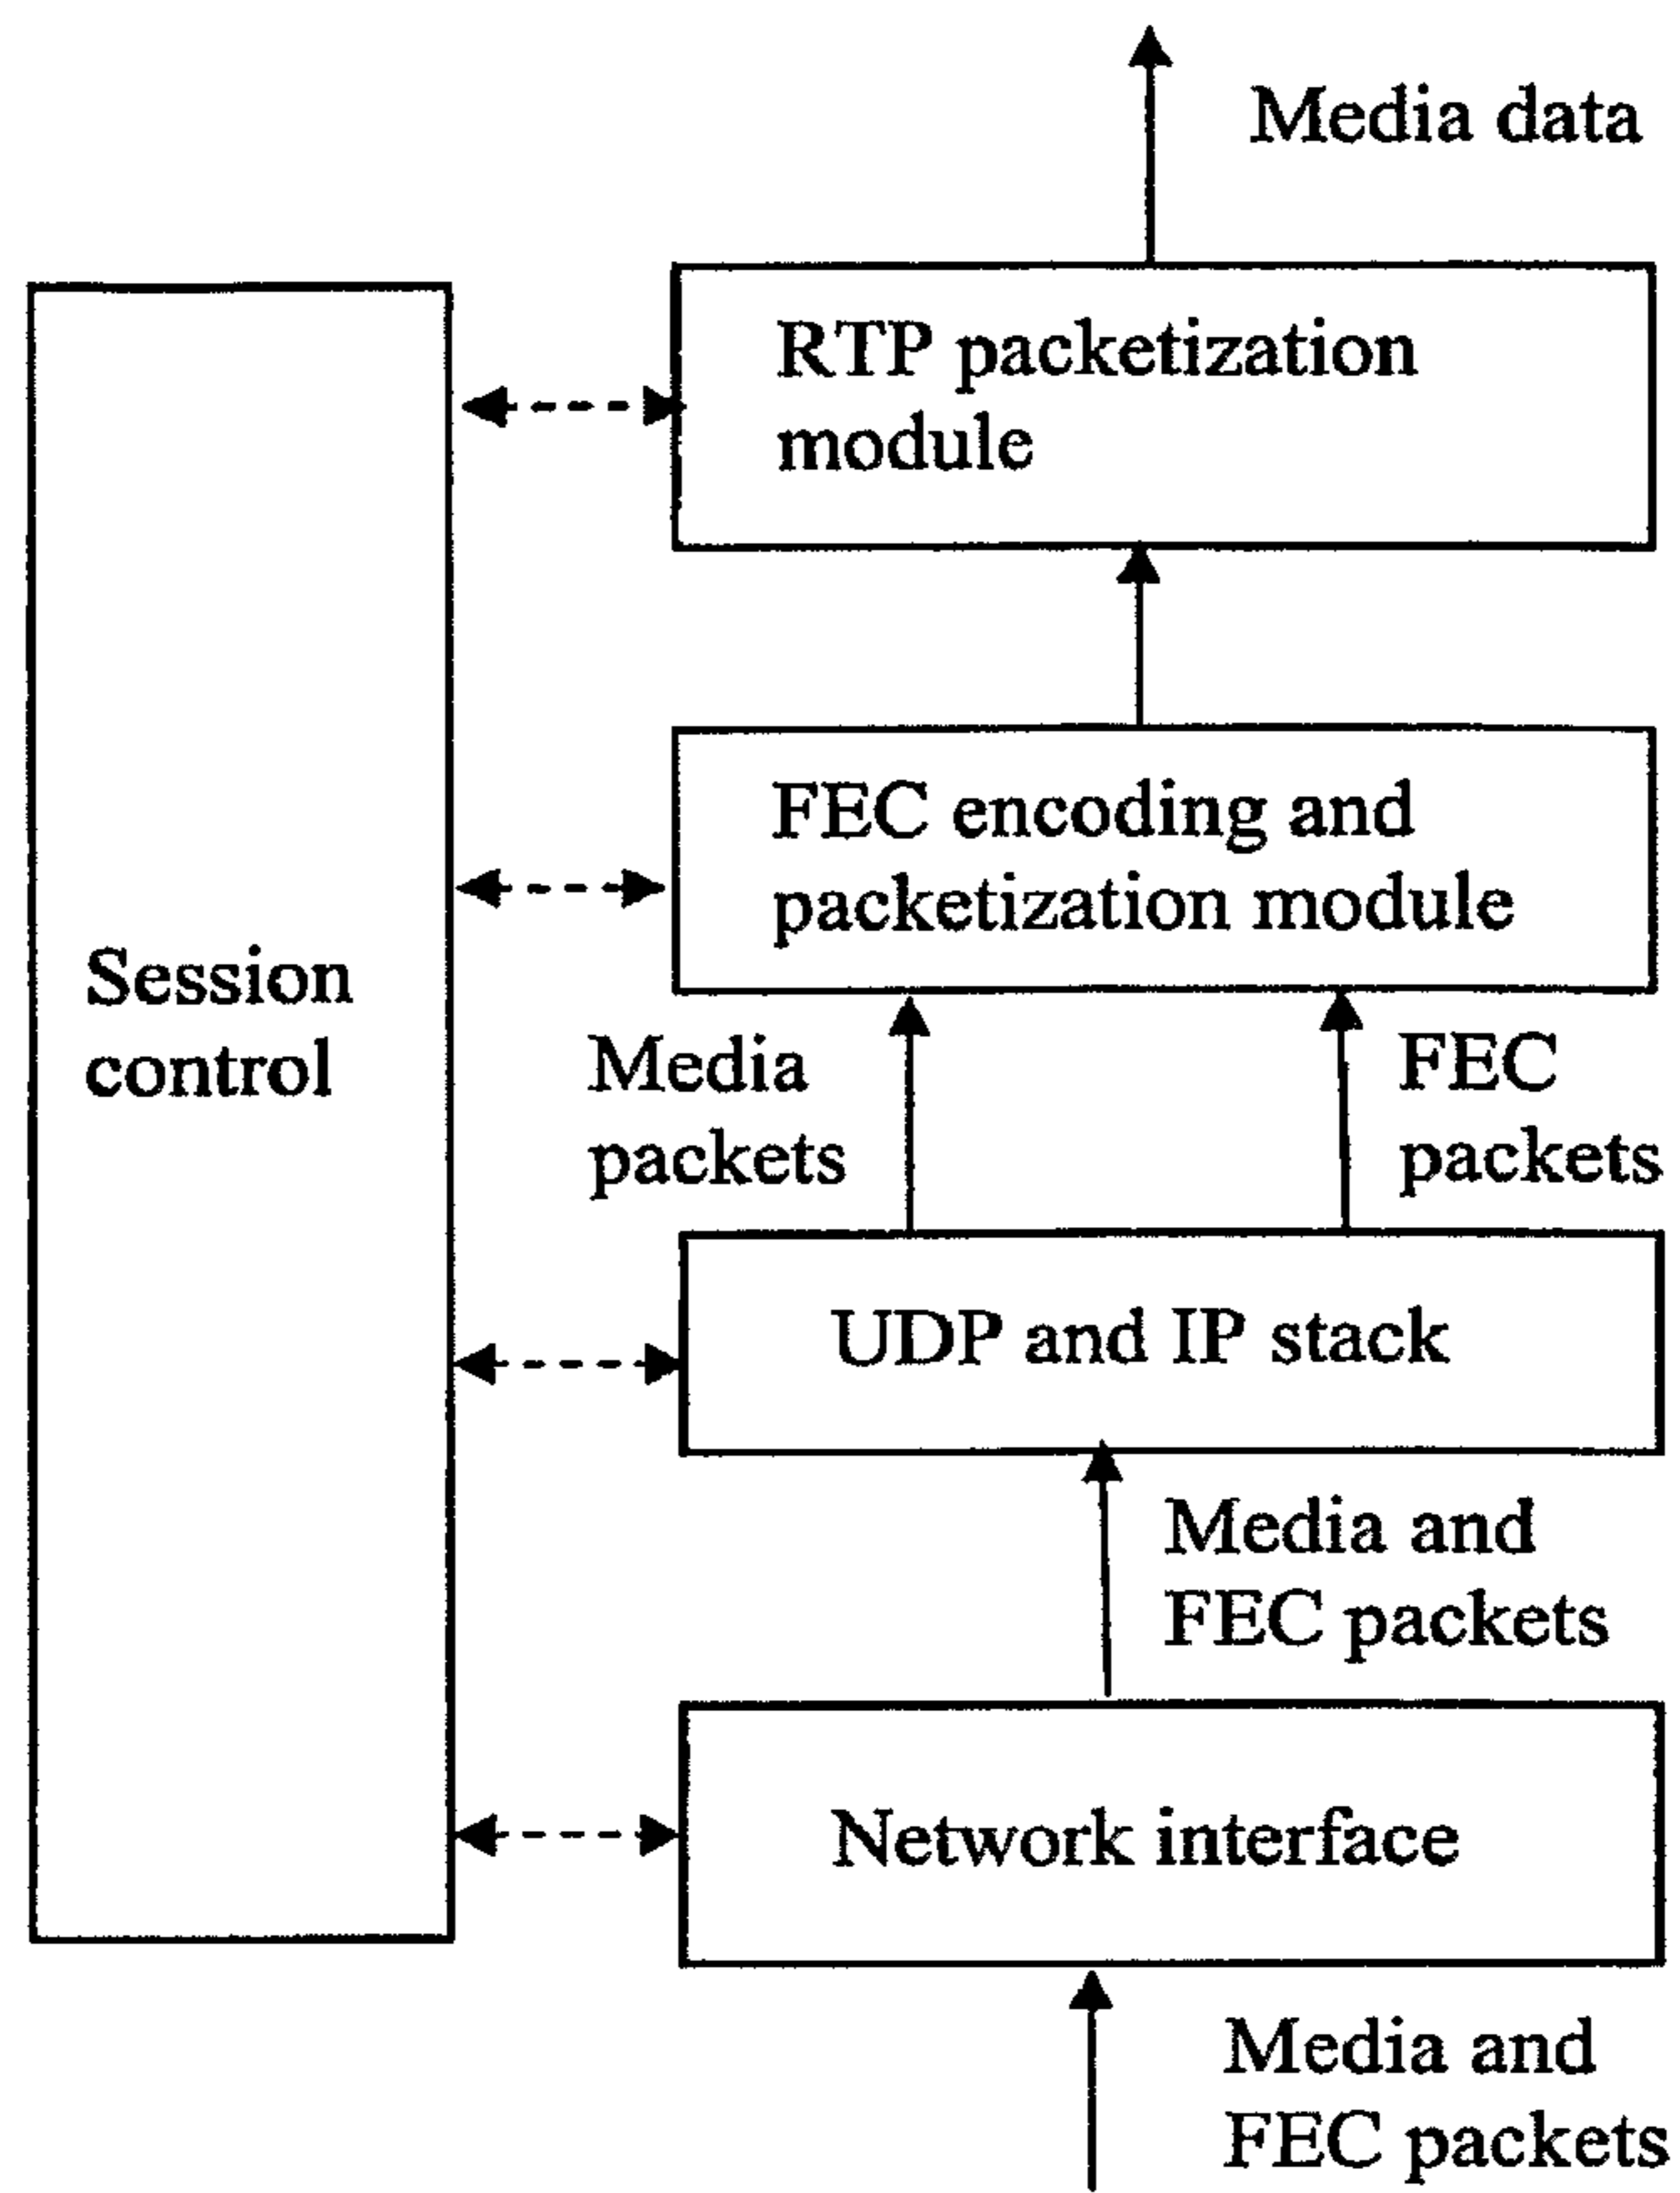 Media data
RTP packetization
module
FEC encoding and
packetization module
Session
control
Media
packets
FEC
packets
UDP and IP stack
Media and
FEC packets
Network interface
Media and
FEC packets